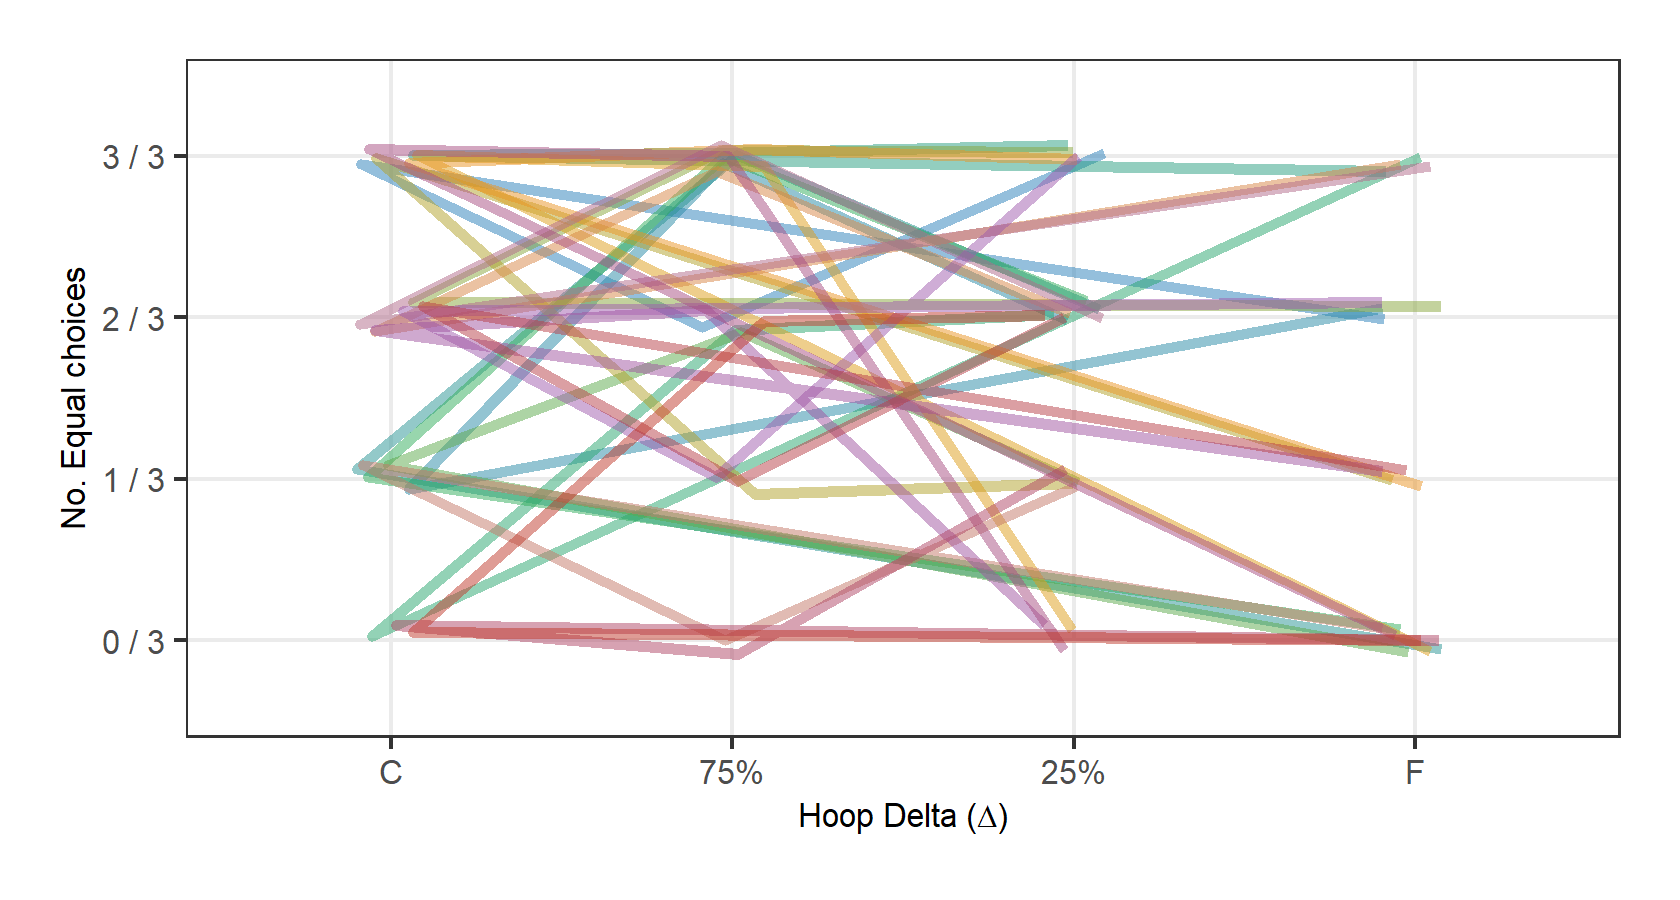 No. Equal choices
3 / 3
2 / 3
1 / 3
0 / 3
C 75% 25% F
Hoop Delta (Δ)